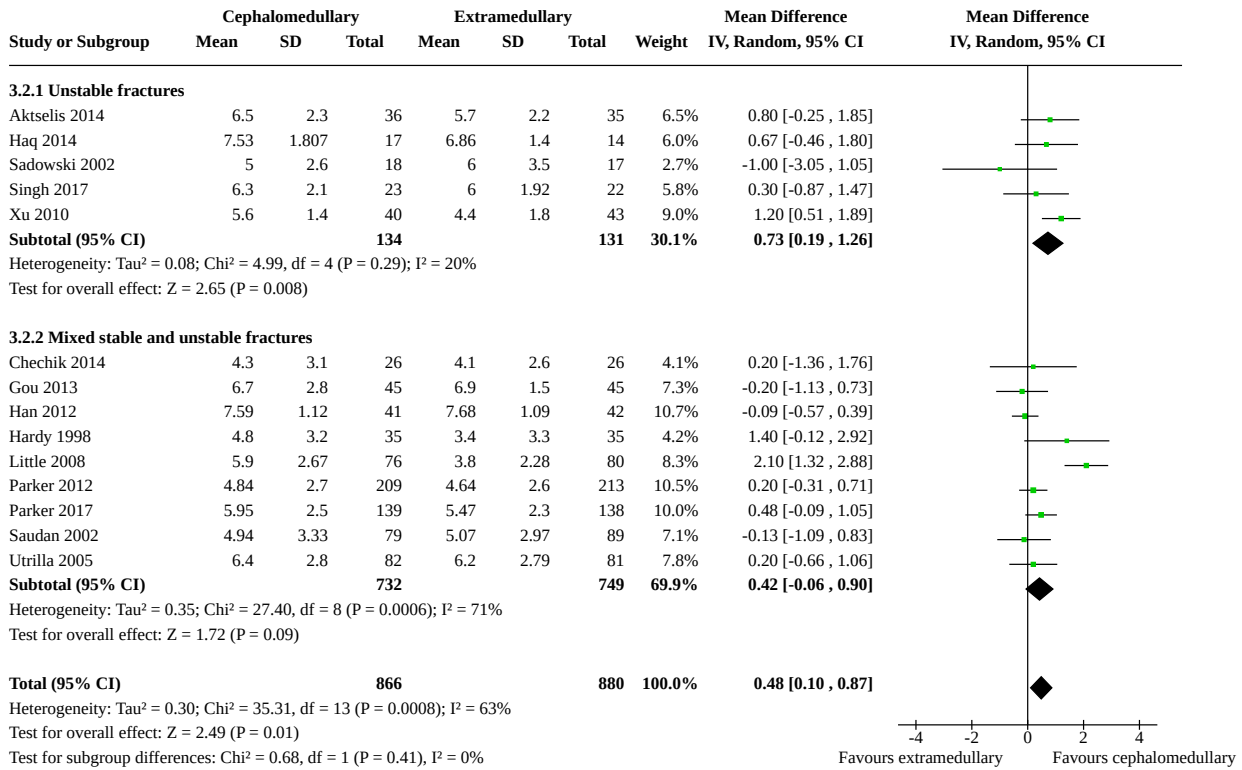 Cephalomedullary Extramedullary Mean Difference Mean Difference
Study or Subgroup Mean SD Total Mean SD Total Weight IV, Random, 95% CI IV, Random, 95% CI
3.2.1 Unstable fractures
Aktselis 2014 6.5 2.3 36 5.7 2.2 35 6.5% 0.80 [-0.25 , 1.85]
Haq 2014 7.53 1.807 17 6.86 1.4 14 6.0% 0.67 [-0.46 , 1.80]
Sadowski 2002 5 2.6 18 6 3.5 17 2.7% -1.00 [-3.05 , 1.05]
Singh 2017 6.3 2.1 23 6 1.92 22 5.8% 0.30 [-0.87 , 1.47]
Xu 2010 5.6 1.4 40 4.4 1.8 43 9.0% 1.20 [0.51 , 1.89]
Subtotal (95% CI) 134 131 30.1% 0.73 [0.19 , 1.26]
Heterogeneity: Tau² = 0.08; Chi² = 4.99, df = 4 (P = 0.29); I² = 20%
Test for overall effect: Z = 2.65 (P = 0.008)
3.2.2 Mixed stable and unstable fractures
Chechik 2014 4.3 3.1 26 4.1 2.6 26 4.1% 0.20 [-1.36 , 1.76]
Gou 2013 6.7 2.8 45 6.9 1.5 45 7.3% -0.20 [-1.13 , 0.73]
Han 2012 7.59 1.12 41 7.68 1.09 42 10.7% -0.09 [-0.57 , 0.39]
Hardy 1998 4.8 3.2 35 3.4 3.3 35 4.2% 1.40 [-0.12 , 2.92]
Little 2008 5.9 2.67 76 3.8 2.28 80 8.3% 2.10 [1.32 , 2.88]
Parker 2012 4.84 2.7 209 4.64 2.6 213 10.5% 0.20 [-0.31 , 0.71]
Parker 2017 5.95 2.5 139 5.47 2.3 138 10.0% 0.48 [-0.09 , 1.05]
Saudan 2002 4.94 3.33 79 5.07 2.97 89 7.1% -0.13 [-1.09 , 0.83]
Utrilla 2005 6.4 2.8 82 6.2 2.79 81 7.8% 0.20 [-0.66 , 1.06]
Subtotal (95% CI) 732 749 69.9% 0.42 [-0.06 , 0.90]
Heterogeneity: Tau² = 0.35; Chi² = 27.40, df = 8 (P = 0.0006); I² = 71%
Test for overall effect: Z = 1.72 (P = 0.09)
Total (95% CI) 866 880 100.0% 0.48 [0.10 , 0.87]
Heterogeneity: Tau² = 0.30; Chi² = 35.31, df = 13 (P = 0.0008); I² = 63%
Test for overall effect: Z = 2.49 (P = 0.01)
-4 -2 0 2 4
Test for subgroup differences: Chi² = 0.68, df = 1 (P = 0.41), I² = 0% Favours extramedullary Favours cephalomedullary